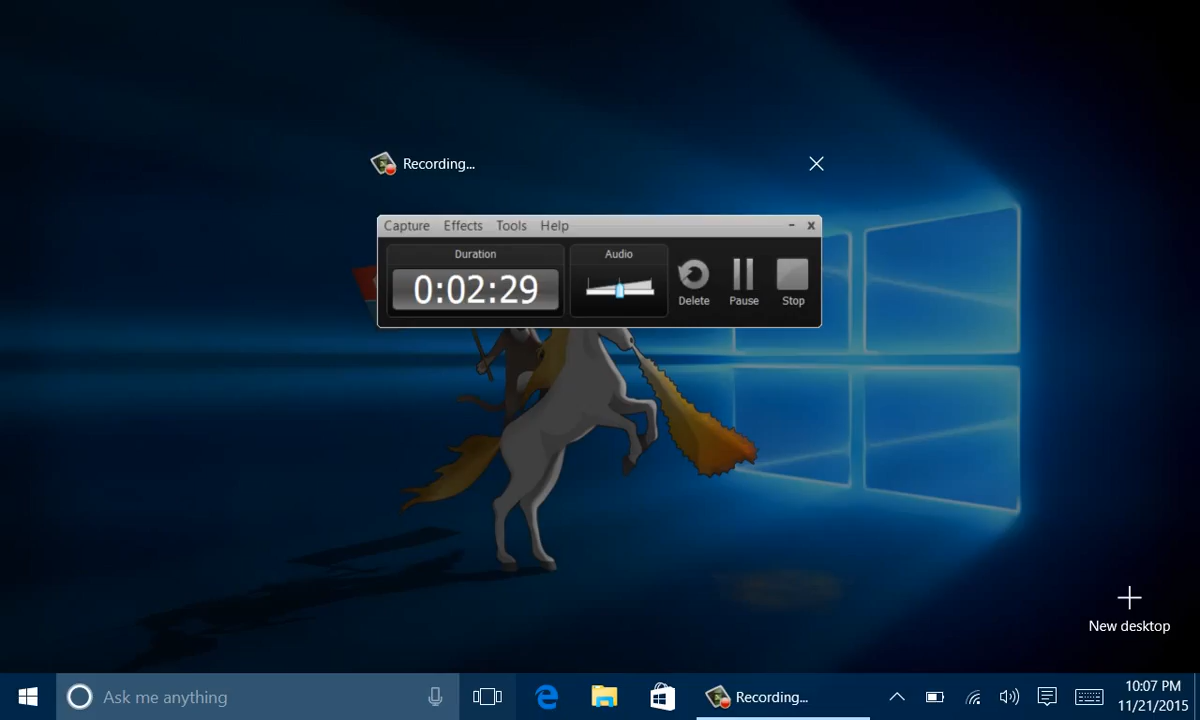 Recording...
Capture Effects Tools Help
Duration
Audio
0:02:29
Delete
Pause
Stop
New desktop
Ask me anything
Recording...
10:07 PM
11/21/2015